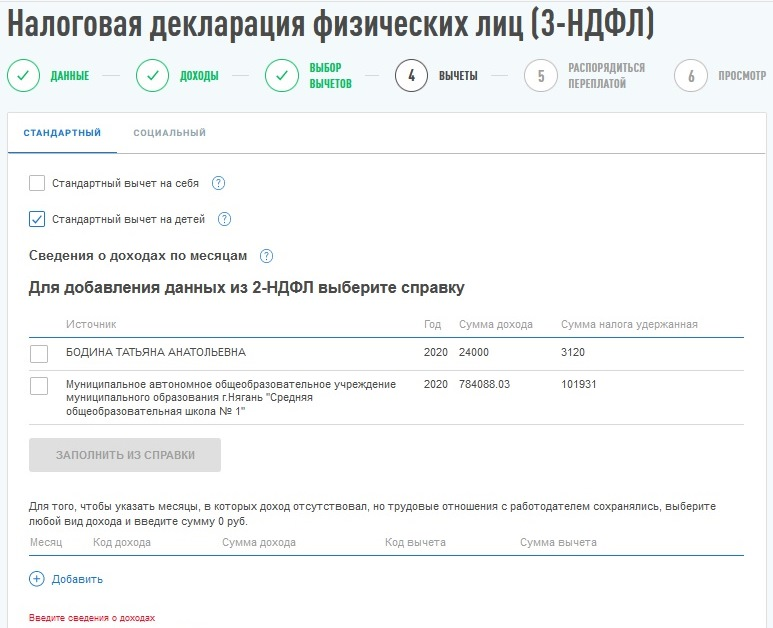 Налоговая декларация физических лиц (3-НДФЛ)
ДАННЫЕ
ДОХОДЫ
ВЫБОР
ВЫЧЕТОВ
4
ВЫЧЕТЫ
5
РАСПОРЯДИТЬСЯ
ПЕРЕПЛАТОЙ
6
ПРОСМОТР
СТАНДАРТНЫЙ
СОЦИАЛЬНЫЙ
Стандартный вычет на себя ?
Стандартный вычет на детей ?
Сведения о доходах по месяцам ?
Для добавления данных из 2-НДФЛ выберите справку
Источник Год Сумма дохода Сумма налога удержанная
БОДИНА ТАТЬЯНА АНАТОЛЬЕВНА 2020 24000 3120
Муниципальное автономное общеобразовательное учреждение 2020 784088.03 101931
муниципального образования г.Нягань "Средняя
общеобразовательная школа № 1"
ЗАПОЛНИТЬ ИЗ СПРАВКИ
Для того, чтобы указать месяцы, в которых доход отсутствовал, но трудовые отношения с работодателем сохранялись, выберите
любой вид дохода и введите сумму 0 руб.
Месяц Код дохода Сумма дохода Код вычета Сумма вычета
+ Добавить
Введите сведения о доходах